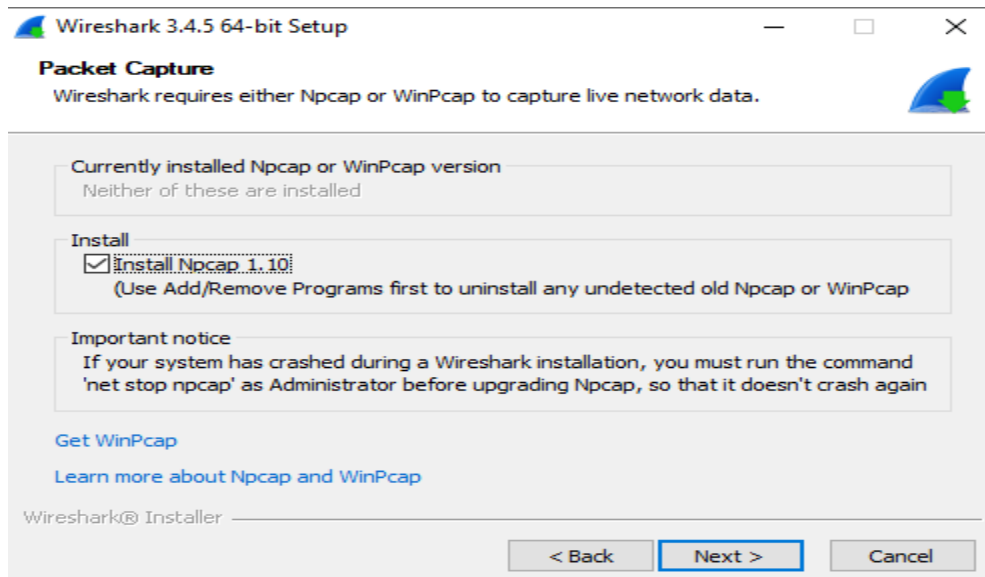 Wireshark 3.4.5 64-bit Setup
Packet Capture
Wireshark requires either Npcap or WinPcap to capture live network data.
Currently installed Npcap or WinPcap version
Neither of these are installed
Install
Install Npcap 1.10
(Use Add/Remove Programs first to uninstall any undetected old Npcap or WinPcap
Important notice
If your system has crashed during a Wireshark installation, you must run the command
'net stop npcap' as Administrator before upgrading Npcap, so that it doesn't crash again
Get WinPcap
Learn more about Npcap and WinPcap
Wireshark® Installer
< Back
Next >
Cancel